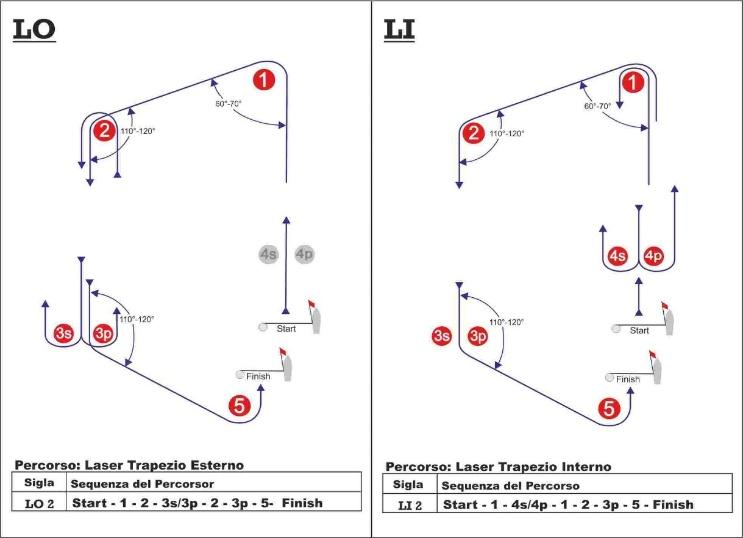 LO
1
60°-70°
2
110°-120°
4s 4p
Start
3s 3p
110°-120°
Finish
5
Percorso: Laser Trapezio Esterno
Sigla Sequenza del Percorsor
LO 2 Start - 1 - 2 - 3s/3p - 2 - 3p - 5- Finish
LI
1
60°-70°
2
110°-120°
4s 4p
Start
3s 3p
110°-120°
Finish
5
Percorso: Laser Trapezio Interno
Sigla Sequenza del Percorso
LI 2 Start - 1 - 4s/4p - 1 - 2 - 3p - 5 - Finish